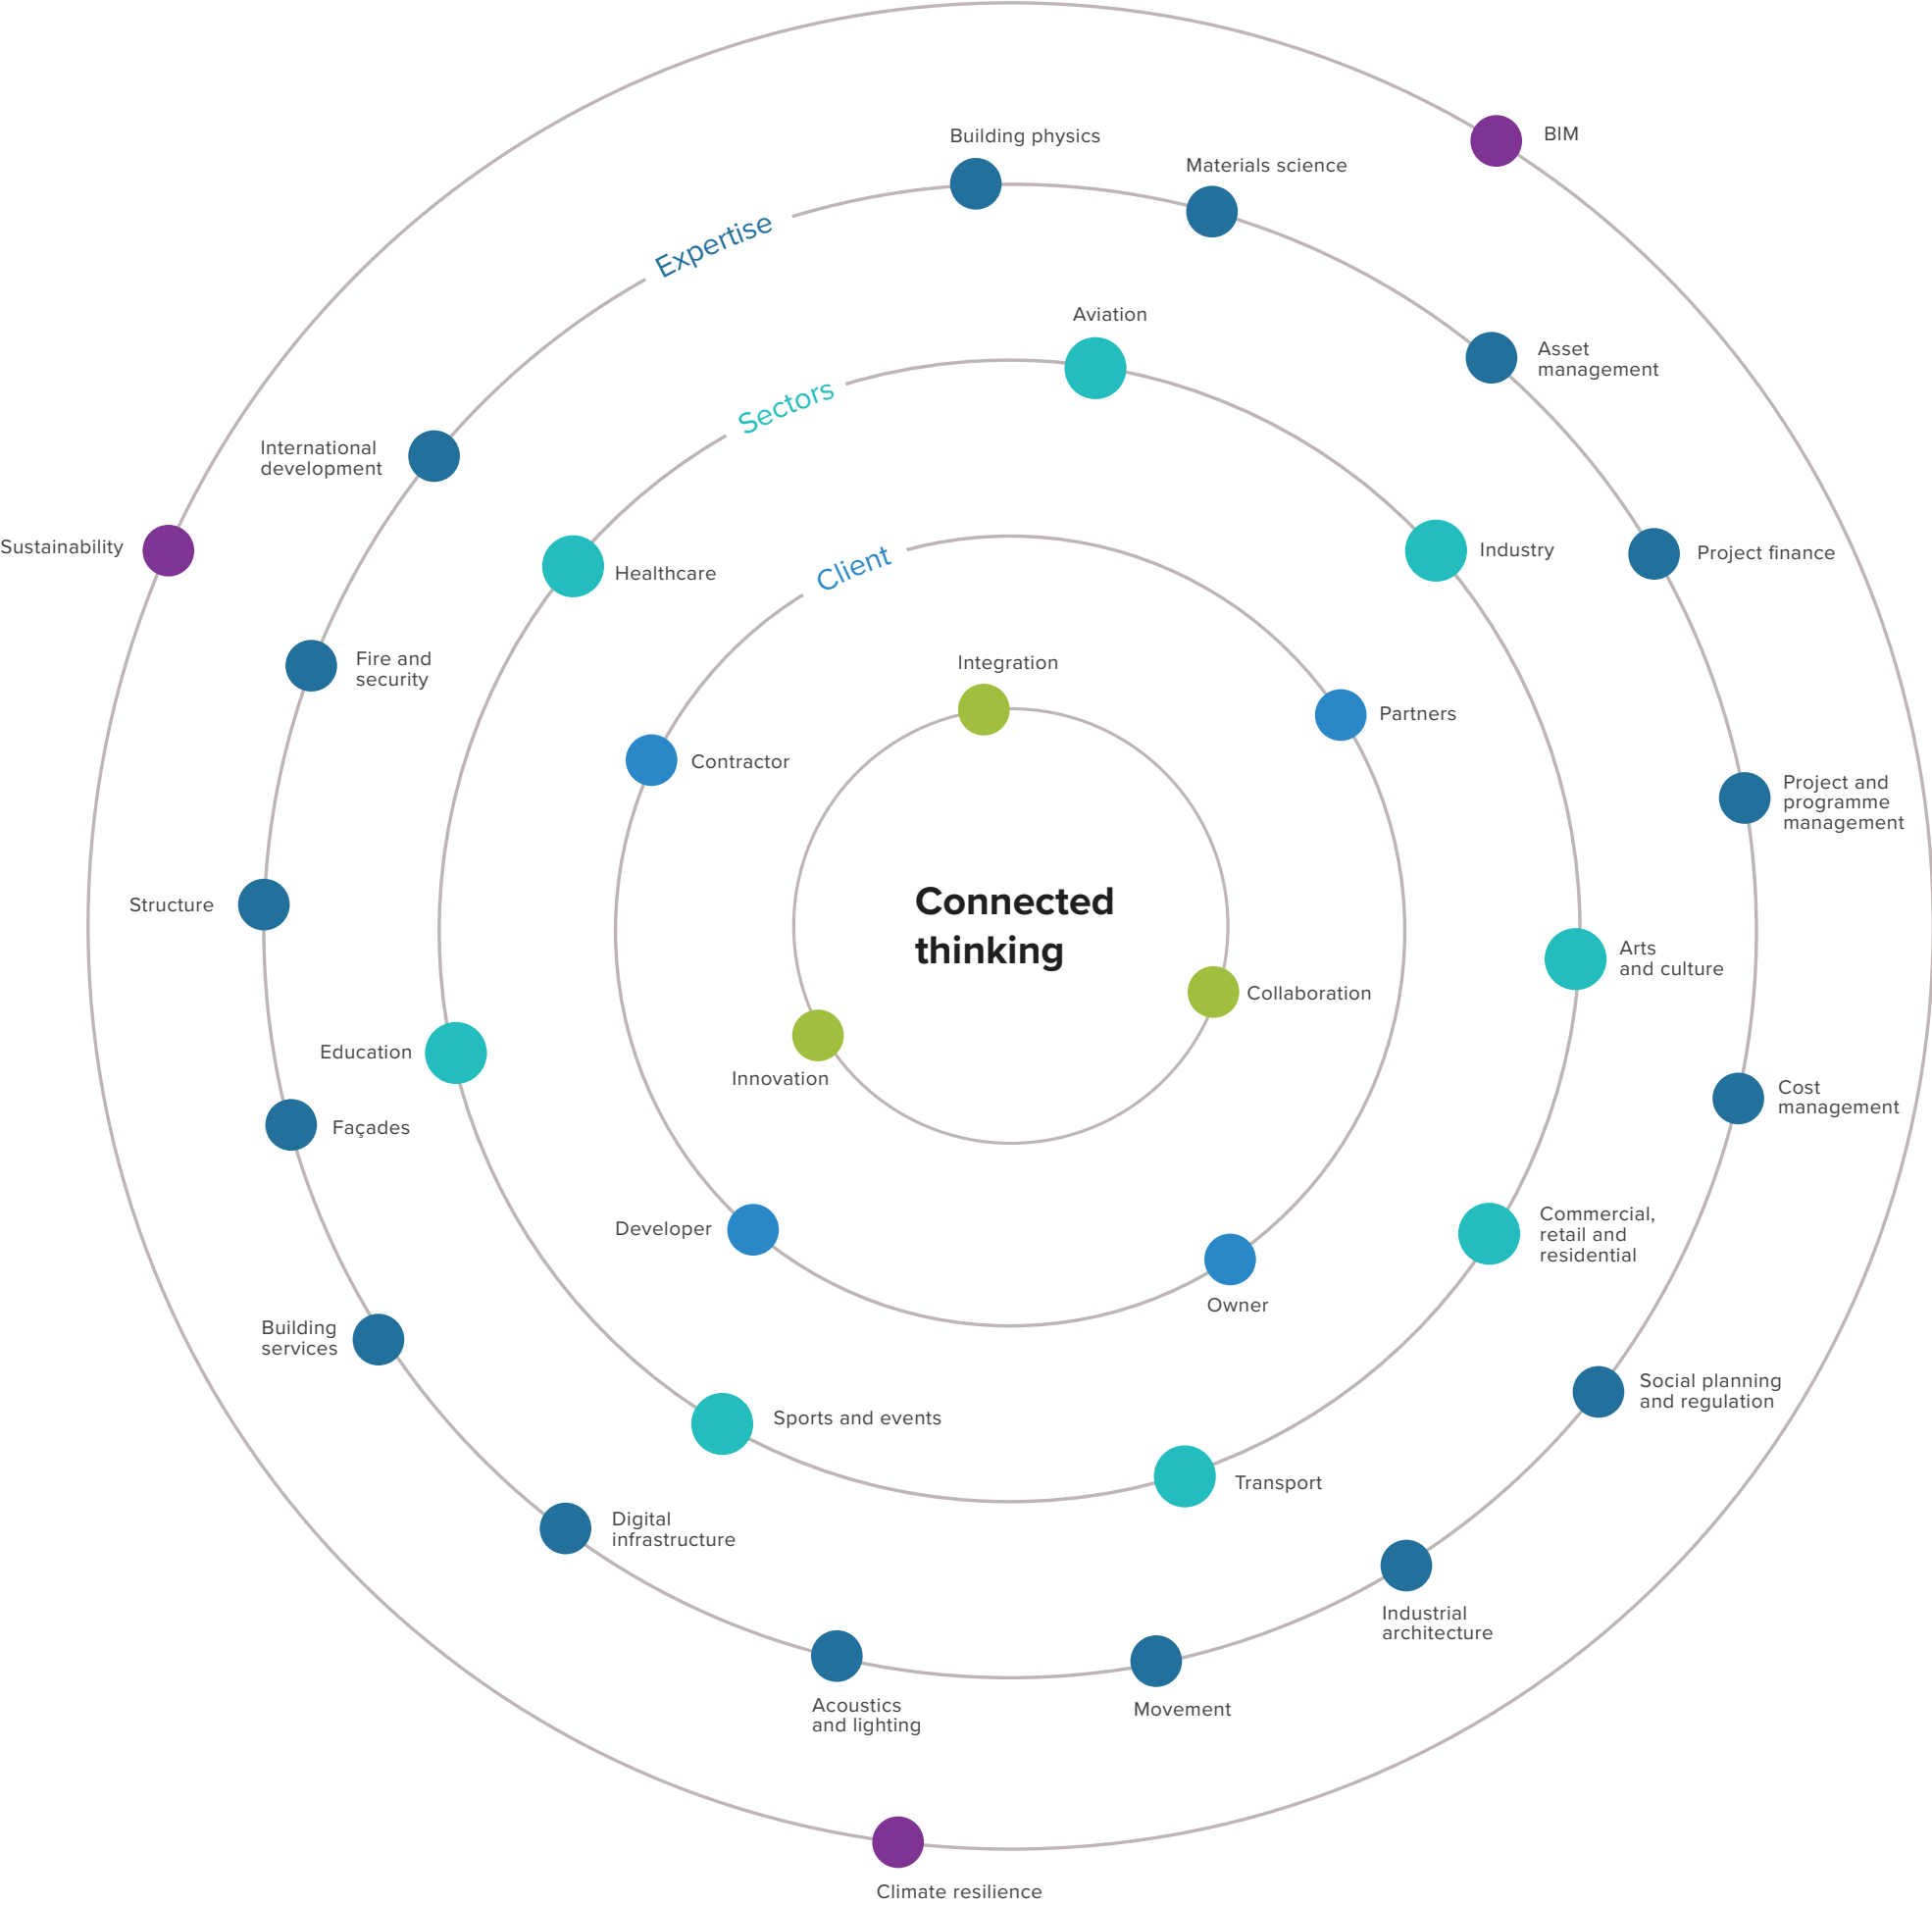 BIM
Building physics
Materials science
Expertise
Aviation
Asset
management
Sectors
International
development
Sustainability
Healthcare
Client
Industry
Project finance
Fire and
security
Integration
Partners
Contractor
Project and
programme
management
Structure
Connected
thinking
Arts
and culture
Collaboration
Education
Innovation
Façades
Cost
management
Developer
Commercial,
retail and
residential
Owner
Building
services
Social planning
and regulation
Sports and events
Transport
Digital
infrastructure
Industrial
architecture
Acoustics
and lighting
Movement
Climate resilience